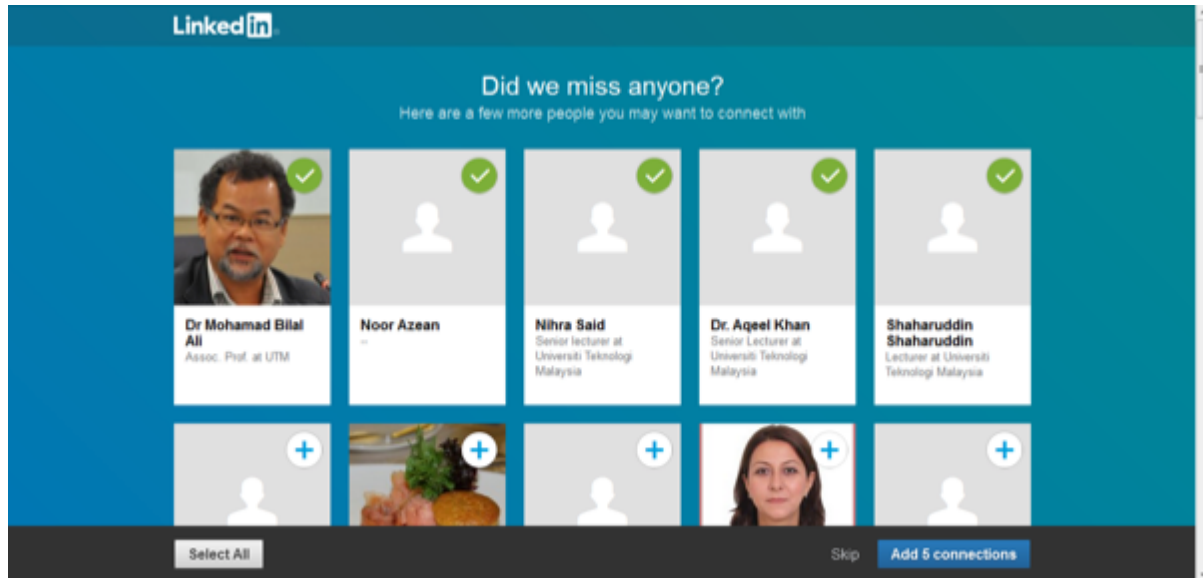 Linked in
Did we miss anyone?
Here are a few more people you may want to connect with
Dr Mohamad Bilal
Ali
Assoc. Prof. at UTM
Noor Azean
--
Nihra Said
Senior lecturer at
Universiti Teknologi
Malaysia
Dr. Aqeel Khan
Senior Lecturer at
Universiti Teknologi
Malaysia
Shaharuddin
Shaharuddin
Lecturer at Universiti
Teknologi Malaysia
Select All
Skip
Add 5 connections